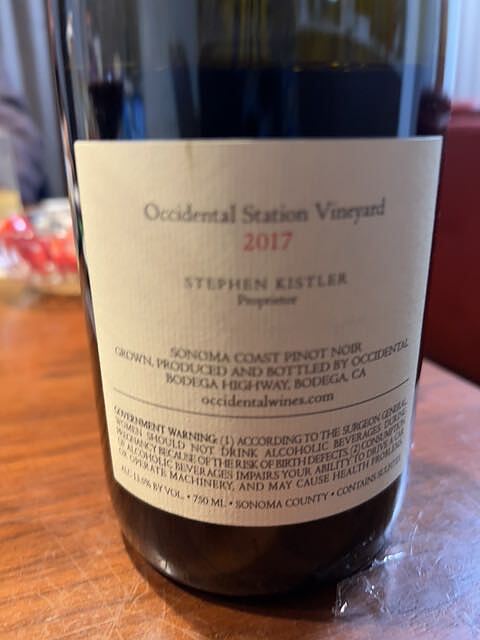 Occidental Station Vineyard
2017
STEPHEN KISTLER
Proprietor
SONOMA COAST PINOT NOIR
GROWN, PRODUCED AND BOTTLED BY OCCIDENTAL
BODEGA HIGHWAY, BODEGA, CA
occidentalwines.com
GOVERNMENT WARNING: (1) ACCORDING TO THE SURGEON GENERAL,
WOMEN SHOULD NOT DRINK ALCOHOLIC BEVERAGES DURING
PREGNANCY BECAUSE OF THE RISK OF BIRTH DEFECTS. (2) CONSUMPTION
OF ALCOHOLIC BEVERAGES IMPAIRS YOUR ABILITY TO DRIVE A CAR
OR OPERATE MACHINERY, AND MAY CAUSE HEALTH PROBLEMS.
BY VOL. • 750 ML • SONOMA COUNTY • CONTAINS SULFITES